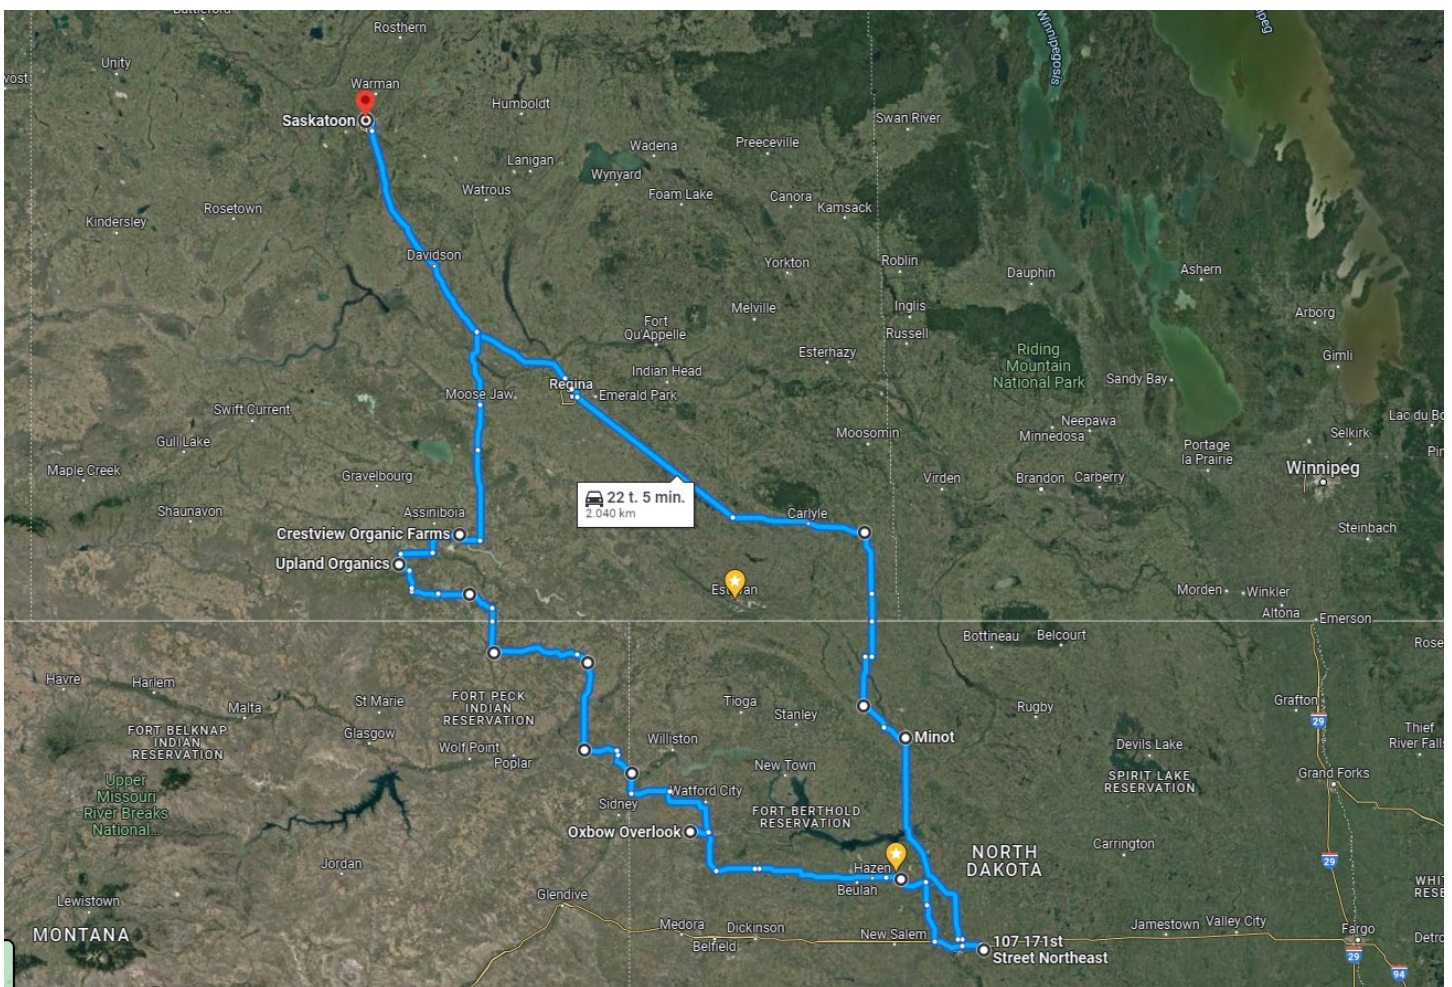 Rosthern
Winnipegosis
Unity
Warman
Humboldt
Saskatoon
Swan River
Wadena
Preeceville
Lanigan
Wynyard
Watrous
Foam Lake
Canora
Kamsack
Rosetown
Kindersley
Davidson
Yorkton
Roblin
Dauphin
Ashern
Melville
Inglis
Arborg
Fort
Qu'Appelle
Russell
Esterhazy
Riding
Mountain
National Park
Gimli
Indian Head
Sandy Bay
Regina
Moose Jaw
Emerald Park
Swift Current
Neepawa
Minnedosa
Lac du
Selkirk
Gull Lake
Moosomin
Portage
la Prairie
Maple Creek
Gravelbourg
Virden
Brandon
Carberry
Winnipeg
22 t. 5 min.
2.040 km
Shaunavon
Assiniboia
Carlyle
Steinbach
Crestview Organic Farms
Upland Organics
Morden
Winkler
Altona
Emerson
Bottineau
Belcourt
Havre
Harlem
Malta
St Marie
FORT PECK
INDIAN
RESERVATION
Tioga
Stanley
Rugby
Grafton
29
Thief
River Falls
FORT BELKNAP
INDIAN
RESERVATION
Glasgow
Wolf Point
Poplar
Williston
Minot
Devils Lake
New Town
SPIRIT LAKE
RESERVATION
Grand Forks
Upper
Missouri
River Breaks
National...
Sidney
Watford City
FORT BERTHOLD
RESERVATION
Oxbow Overlook
Carrington
Jordan
Hazen
Beulah
NORTH
DAKOTA
29
Lewistown
Glendive
MONTANA
Medora
Dickinson
Belfield
New Salem
107 171st
Street Northeast
Jamestown
Valley City
Fargo
29
94